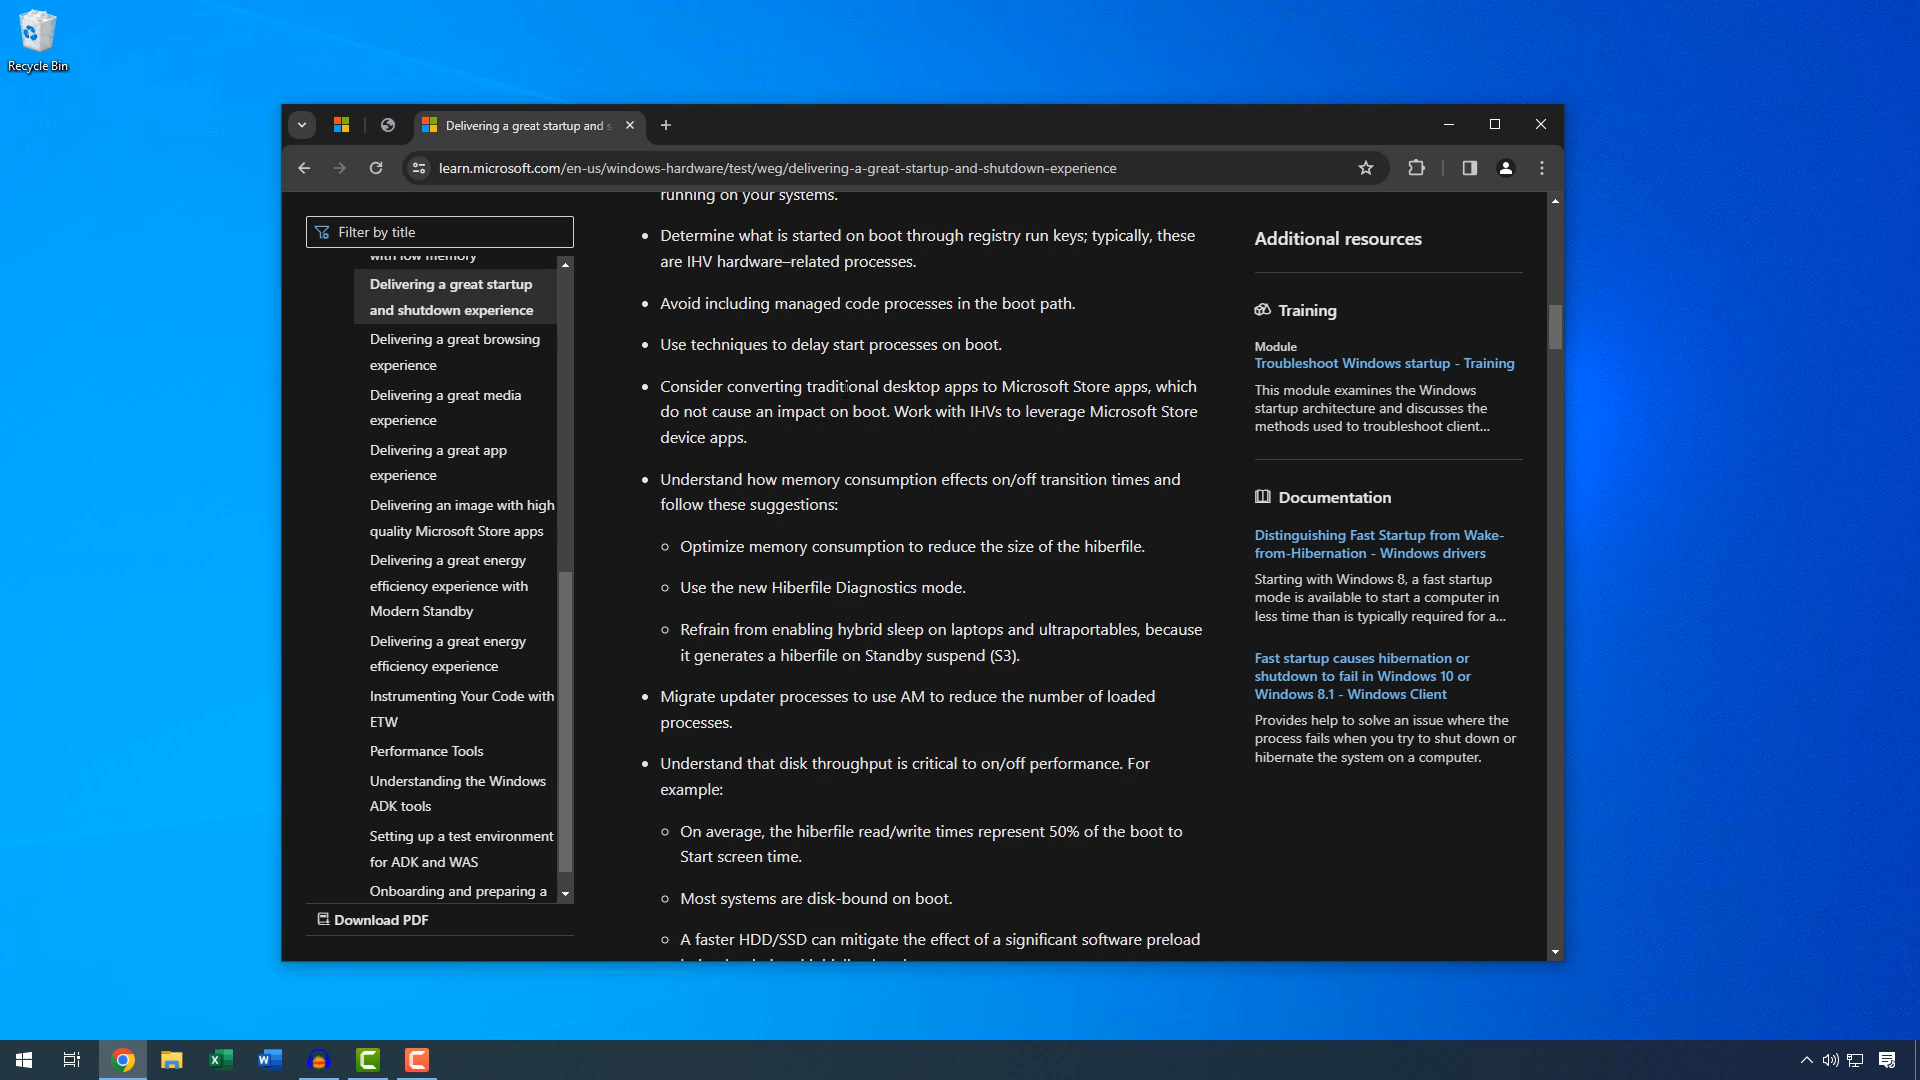 Recycle Bin
Delivering a great startup and s
learn.microsoft.com/en-us/windows-hardware/test/weg/delivering-a-great-startup-and-shutdown-experience
Filter by title
with low memory
Delivering a great startup
and shutdown experience
Delivering a great browsing
experience
Delivering a great media
experience
Delivering a great app
experience
Delivering an image with high
quality Microsoft Store apps
Delivering a great energy
efficiency experience with
Modern Standby
Delivering a great energy
efficiency experience
Instrumenting Your Code with
ETW
Performance Tools
Understanding the Windows
ADK tools
Setting up a test environment
for ADK and WAS
Onboarding and preparing a
Download PDF
running on your systems.
Determine what is started on boot through registry run keys; typically, these
are IHV hardware–related processes.
Avoid including managed code processes in the boot path.
Use techniques to delay start processes on boot.
Consider converting traditional desktop apps to Microsoft Store apps, which
do not cause an impact on boot. Work with IHVs to leverage Microsoft Store
device apps.
Understand how memory consumption effects on/off transition times and
follow these suggestions:
Optimize memory consumption to reduce the size of the hiberfile.
Use the new Hiberfile Diagnostics mode.
Refrain from enabling hybrid sleep on laptops and ultraportables, because
it generates a hiberfile on Standby suspend (S3).
Migrate updater processes to use AM to reduce the number of loaded
processes.
Understand that disk throughput is critical to on/off performance. For
example:
On average, the hiberfile read/write times represent 50% of the boot to
Start screen time.
Most systems are disk-bound on boot.
A faster HDD/SSD can mitigate the effect of a significant software preload
Additional resources
Training
Module
Troubleshoot Windows startup - Training
This module examines the Windows
startup architecture and discusses the
methods used to troubleshoot client...
Documentation
Distinguishing Fast Startup from Wake-
from-Hibernation - Windows drivers
Starting with Windows 8, a fast startup
mode is available to start a computer in
less time than is typically required for a...
Fast startup causes hibernation or
shutdown to fail in Windows 10 or
Windows 8.1 - Windows Client
Provides help to solve an issue where the
process fails when you try to shut down or
hibernate the system on a computer.